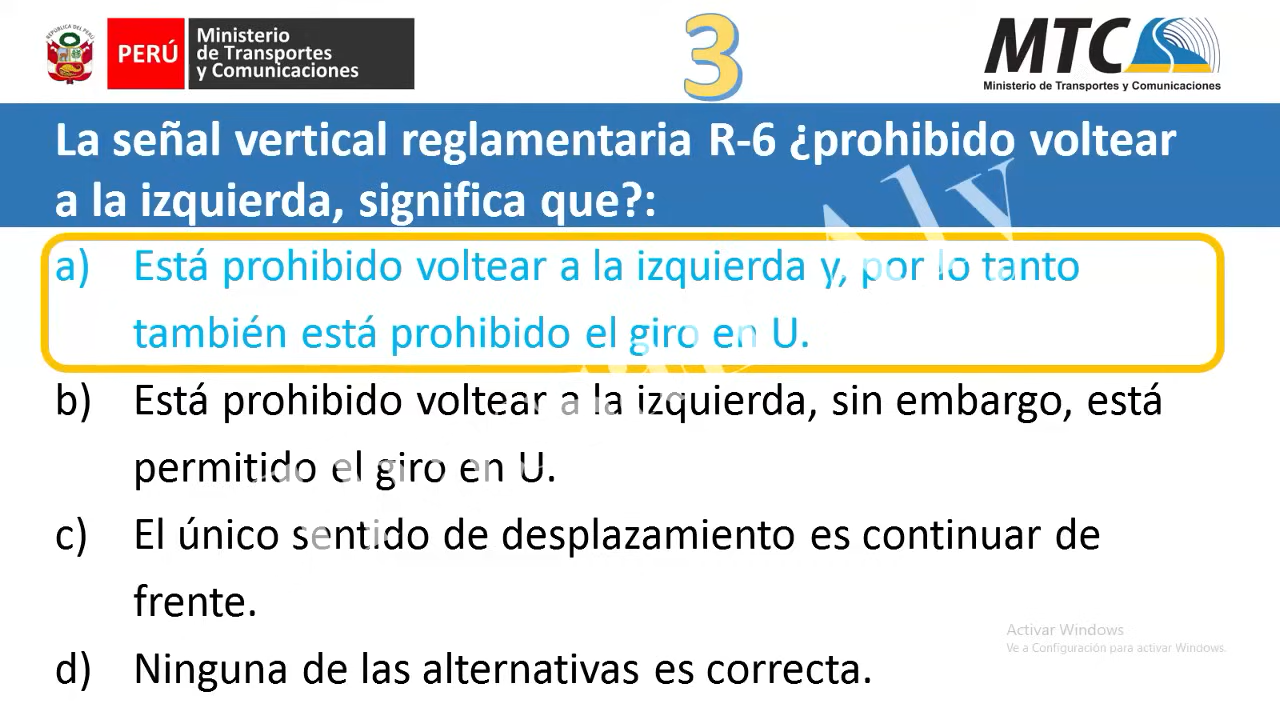 REPÚBLICA DEL PERÚ
PERÚ
Ministerio
de Transportes
y Comunicaciones
3
MTC
Ministerio de Transportes y Comunicaciones
La señal vertical reglamentaria R-6 ¿prohibido voltear
a la izquierda, significa que?:
a) Está prohibido voltear a la izquierda y, por lo tanto
también está prohibido el giro en U.
b) Está prohibido voltear a la izquierda, sin embargo, está
permitido el giro en U.
c) El único sentido de desplazamiento es continuar de
frente.
d) Ninguna de las alternativas es correcta.
Activar Windows
Ve a Configuración para activar Windows.